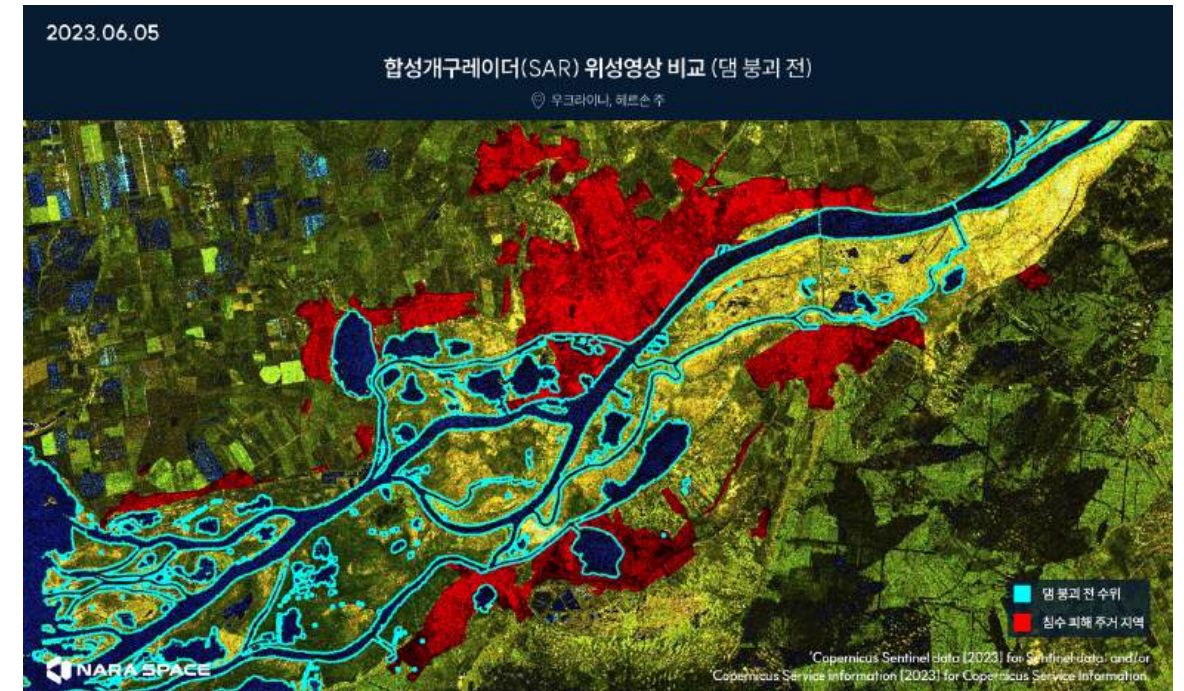 2023.06.05
합성개구레이더(SAR) 위성영상 비교 (댐 붕괴 전)
우크라이나, 헤르손 주
댐 붕괴 전 수위
침수 피해 주거 지역
NARA SPACE
'Copernicus Sentinel data [2023] for Sentinel data; and/or
'Copernicus Service information [2023] for Copernicus Service Information.